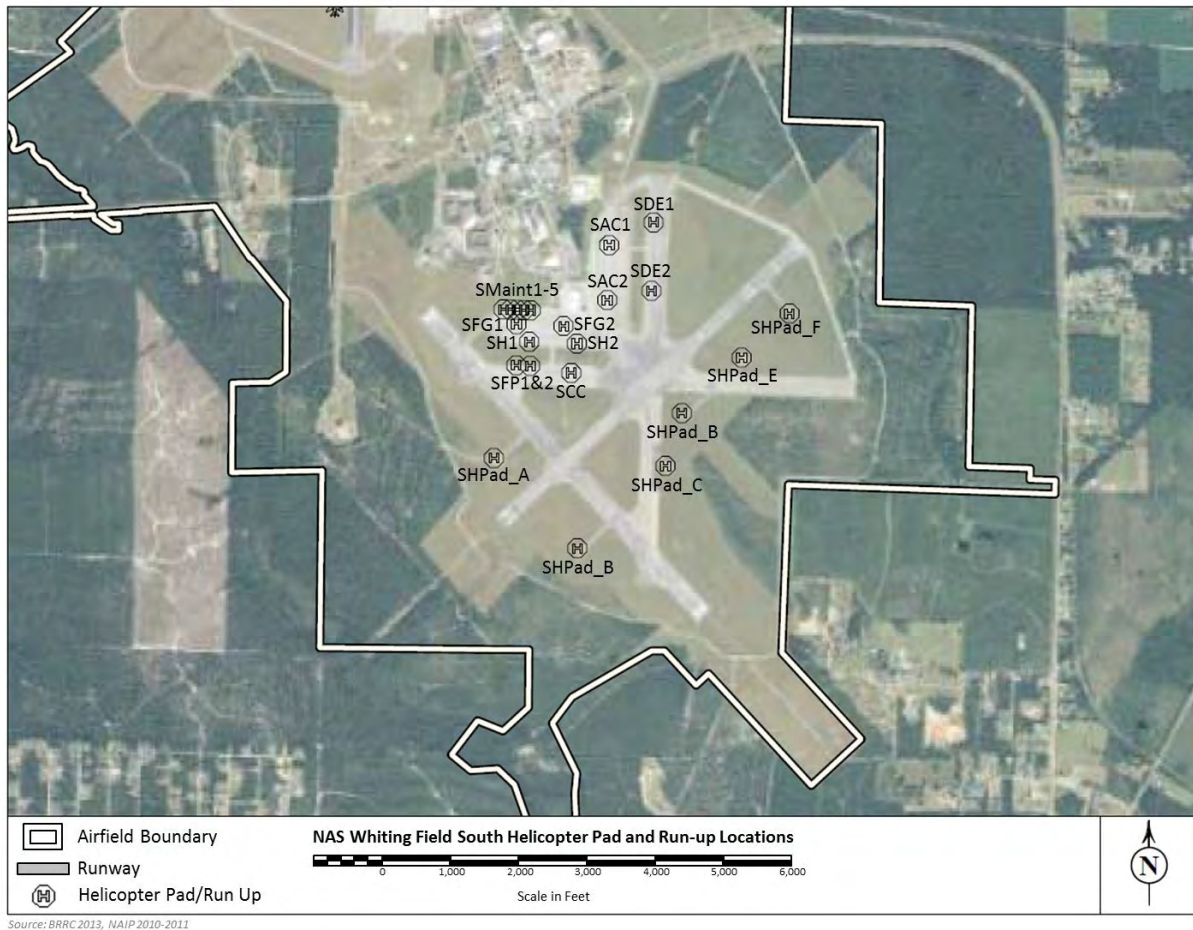 SDE1
SAC1
SDE2
SAC2
SMaint1-5
SFG1
SFG2
SHPad_F
SH1
SH2
SHPad_E
SFP1&2
SCC
SHPad_B
SHPad_A
SHPad_C
SHPad_B
Airfield Boundary
Runway
Helicopter Pad/Run Up
NAS Whiting Field South Helicopter Pad and Run-up Locations
0 1,000 2,000 3,000 4,000 5,000 6,000
Scale in Feet
N
Source: BRRC 2013, NAIP 2010-2011